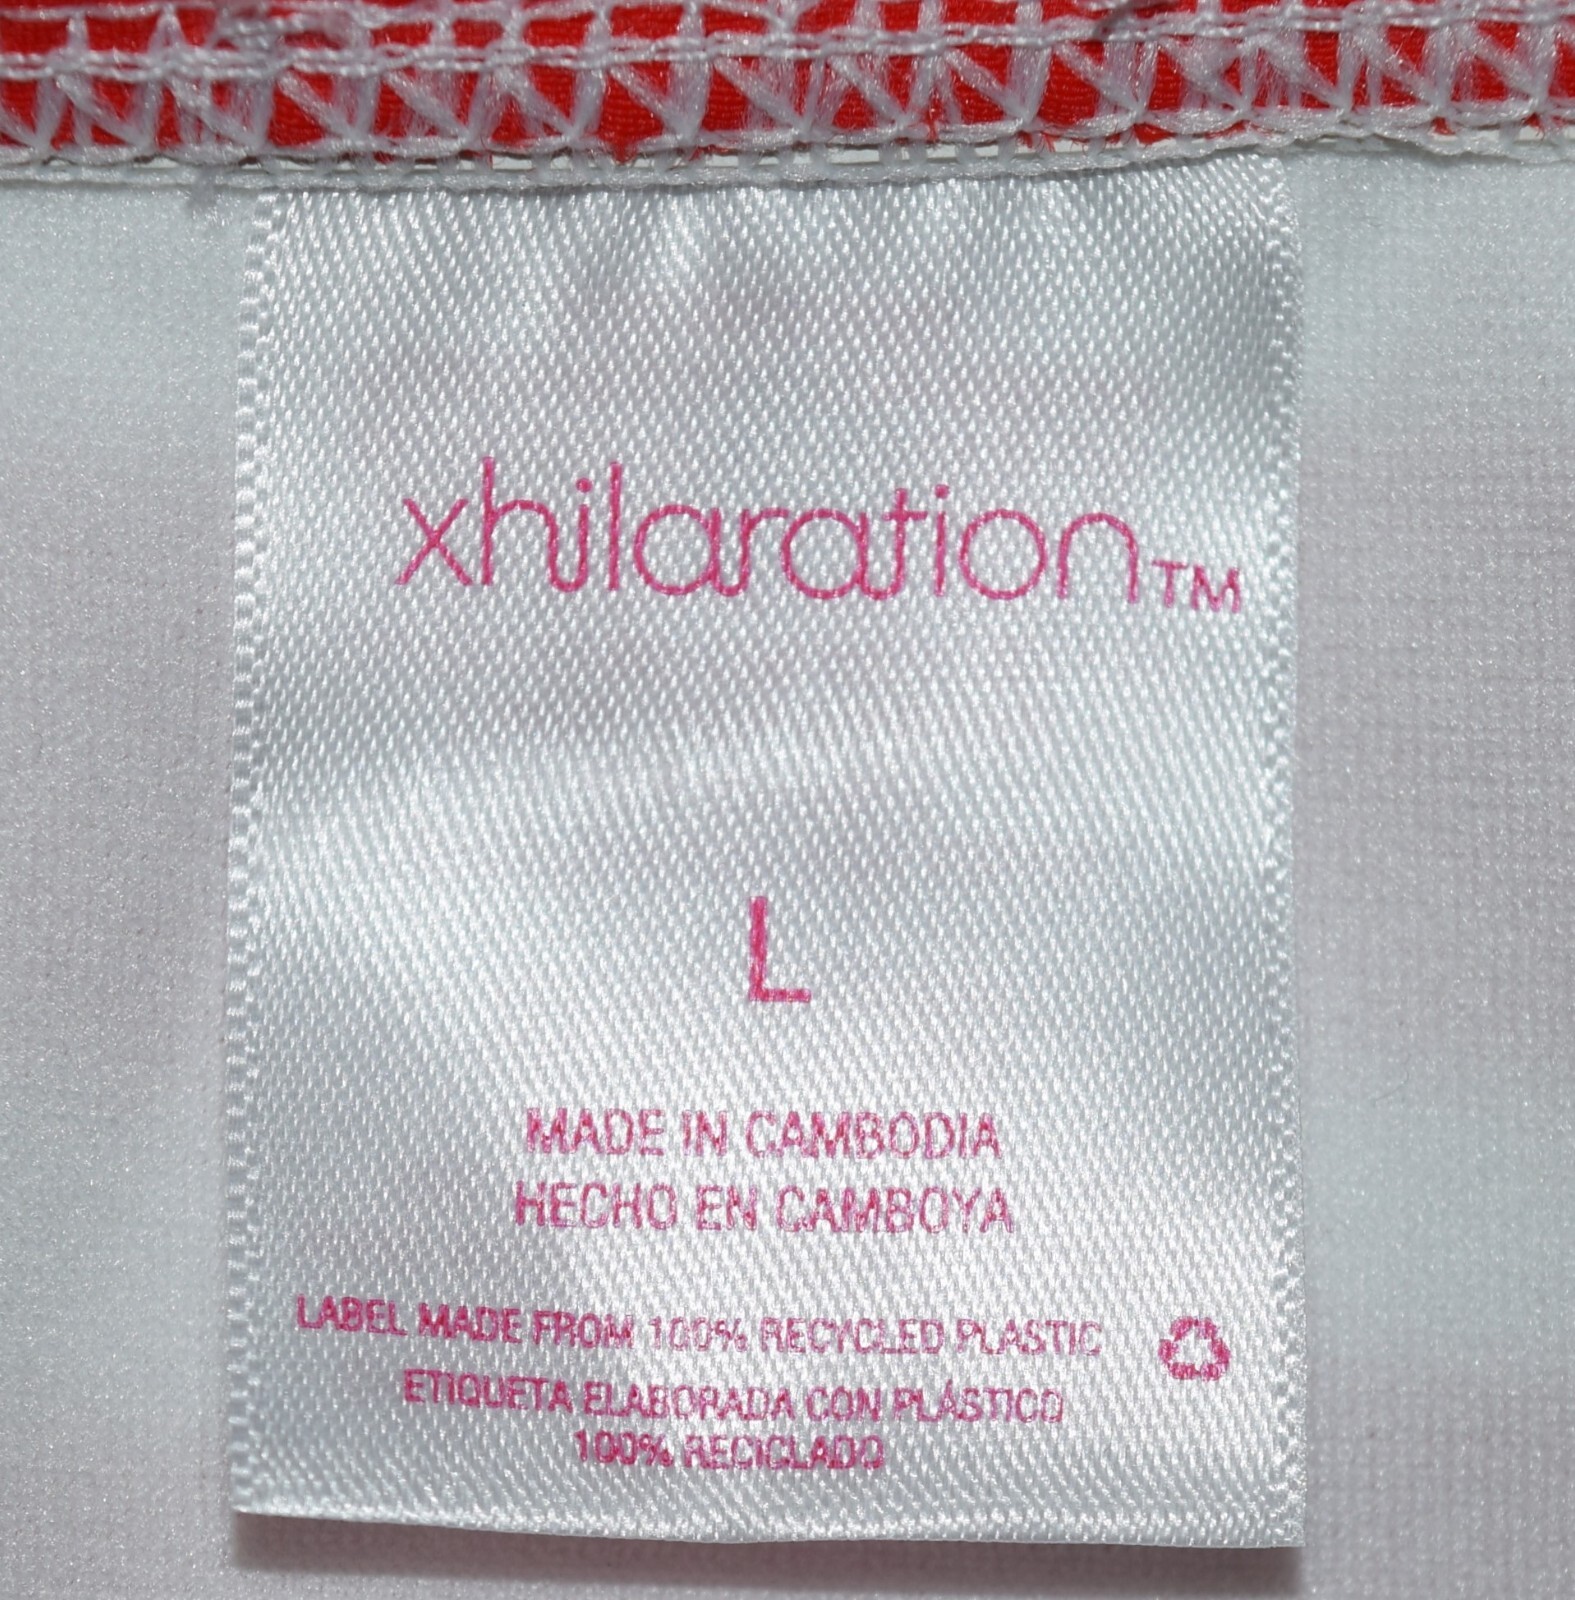 xhilaration™
L
MADE IN CAMBODIA
HECHO EN CAMBOYA
LABEL MADE FROM 100% RECYCLED PLASTIC
ETIQUETA ELABORADA CON PLÁSTICO
100% RECICLADO